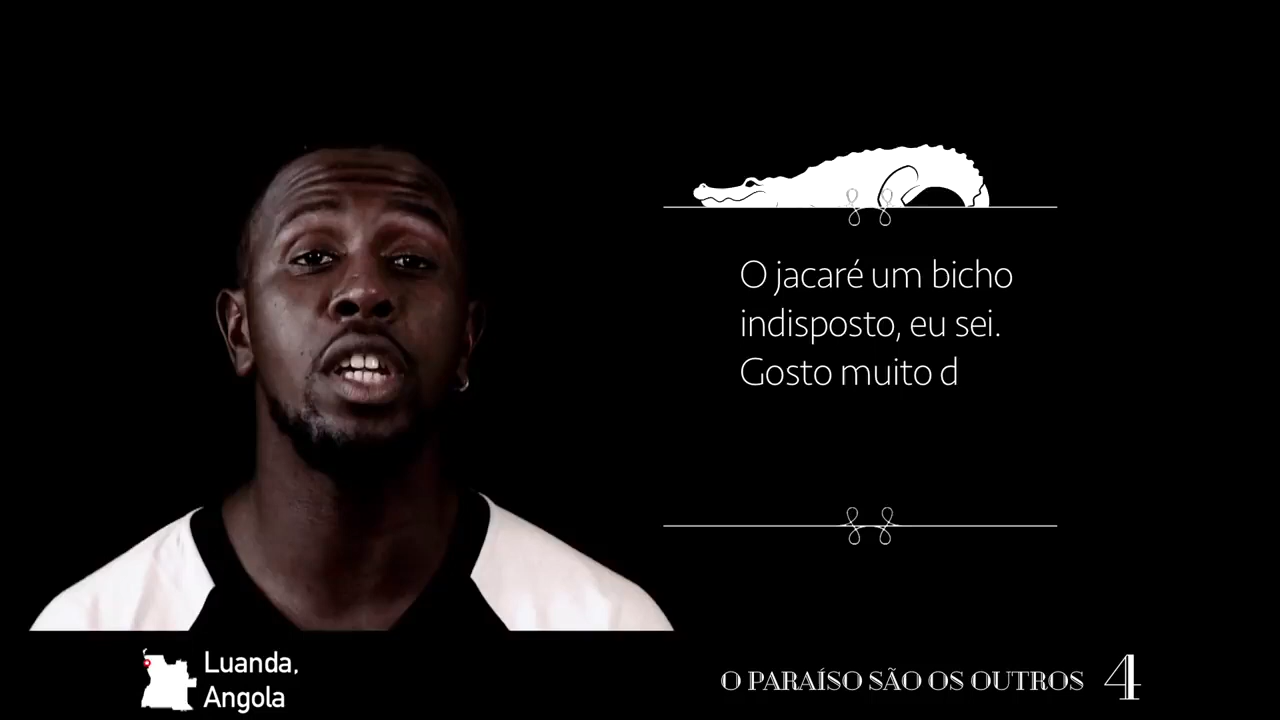 O jacaré um bicho
indisposto, eu sei.
Gosto muito d
Luanda,
Angola
O PARAÍSO SÃO OS OUTROS 4